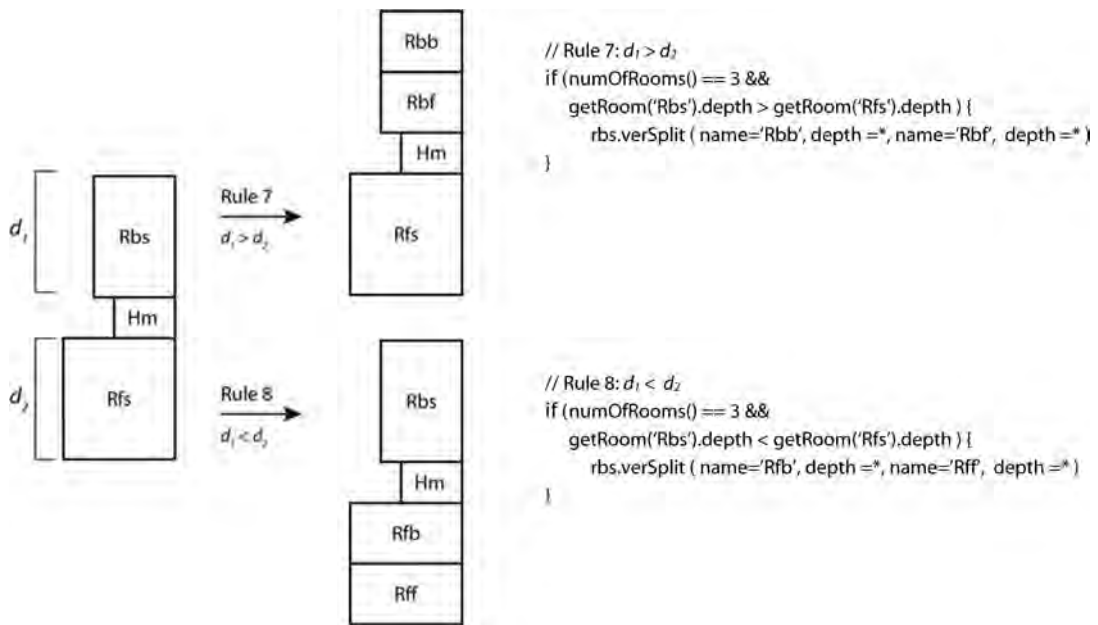 d₁
Rbs
Hm
d₂
Rfs
Rule 7
d₁ > d₂
Rbb
Rbf
Hm
Rfs
// Rule 7: d₁ > d₂
if (numOfRooms() == 3 &&
getRoom('Rbs').depth > getRoom('Rfs').depth ) {
rbs.verSplit ( name='Rbb', depth =*, name='Rbf', depth =* )
}
Rule 8
d₁ < d₂
Rbs
Hm
Rfb
Rff
// Rule 8: d₁ < d₂
if (numOfRooms() == 3 &&
getRoom('Rbs').depth < getRoom('Rfs').depth ) {
rbs.verSplit ( name='Rfb', depth =*, name='Rff', depth =* )
}